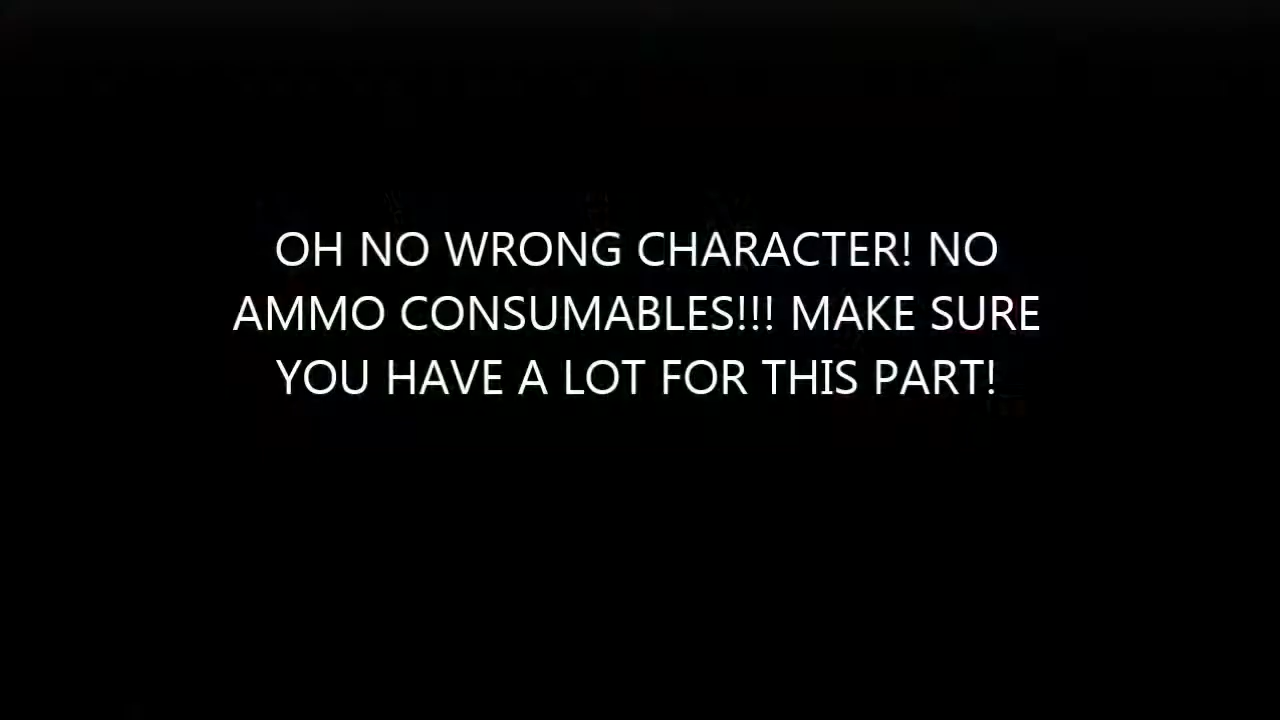 OH NO WRONG CHARACTER! NO
AMMO CONSUMABLES!!! MAKE SURE
YOU HAVE A LOT FOR THIS PART!